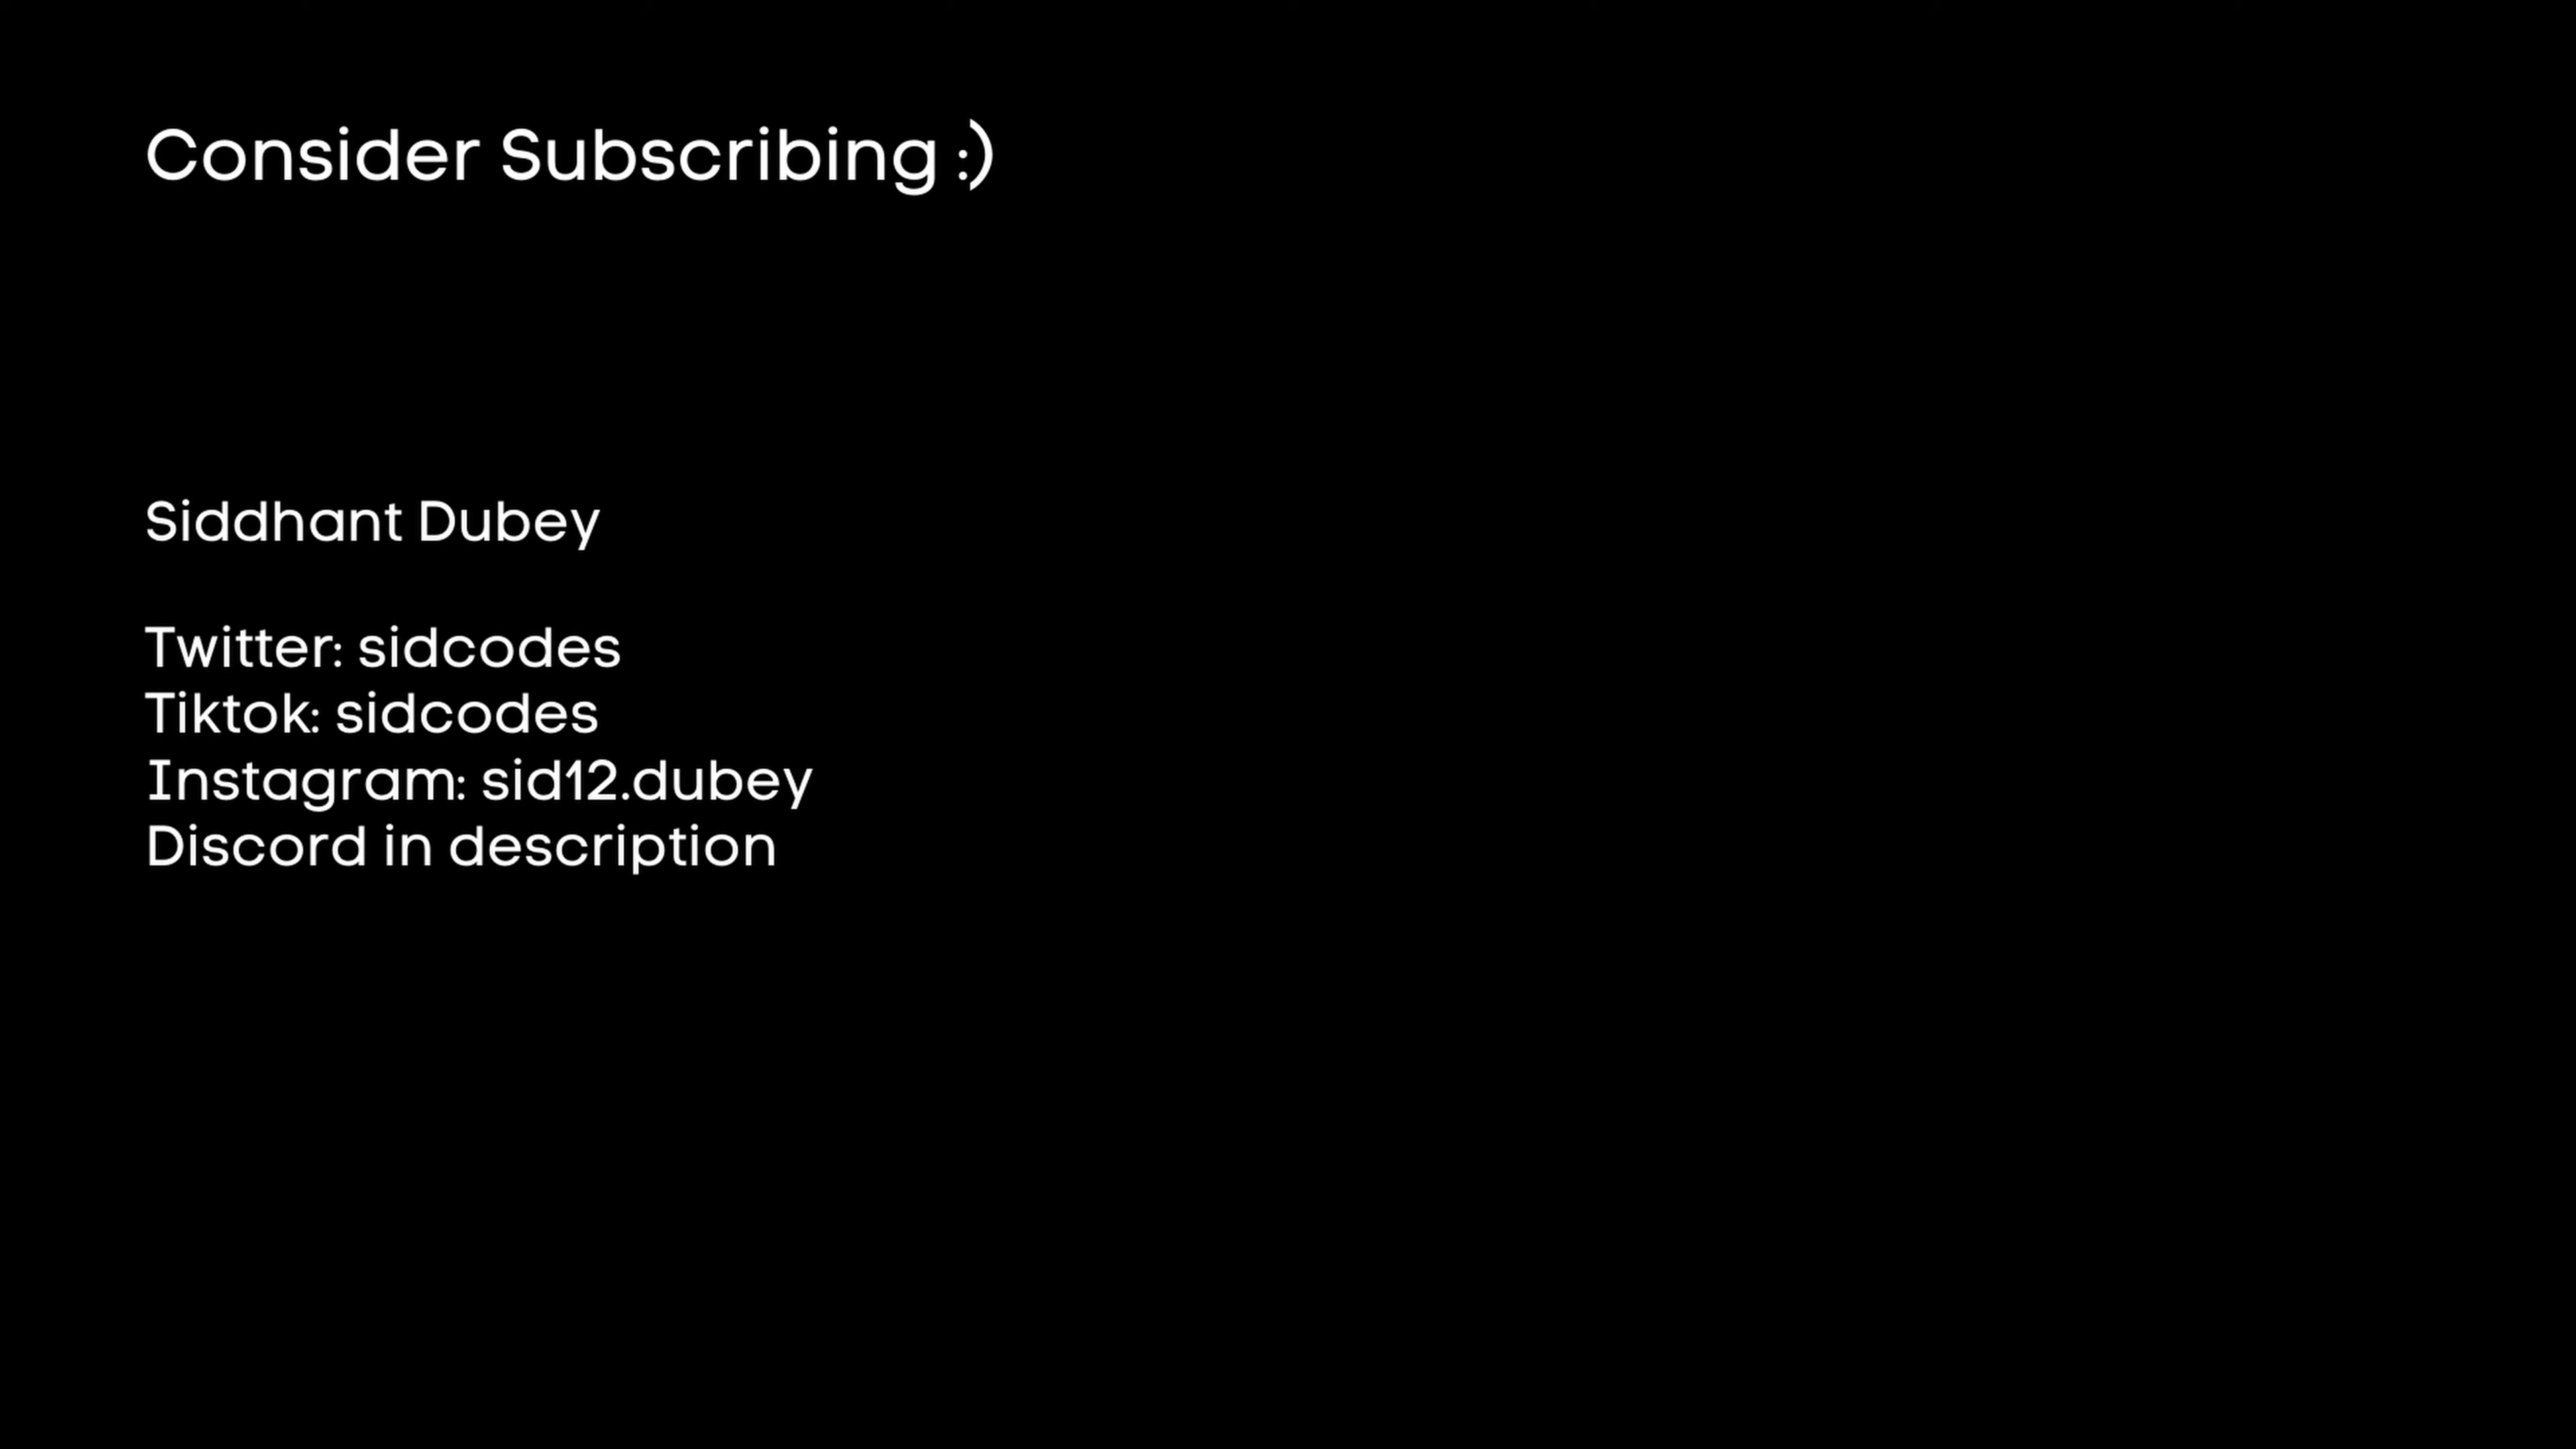 Consider Subscribing :)
Siddhant Dubey
Twitter: sidcodes
Tiktok: sidcodes
Instagram: sid12.dubey
Discord in description